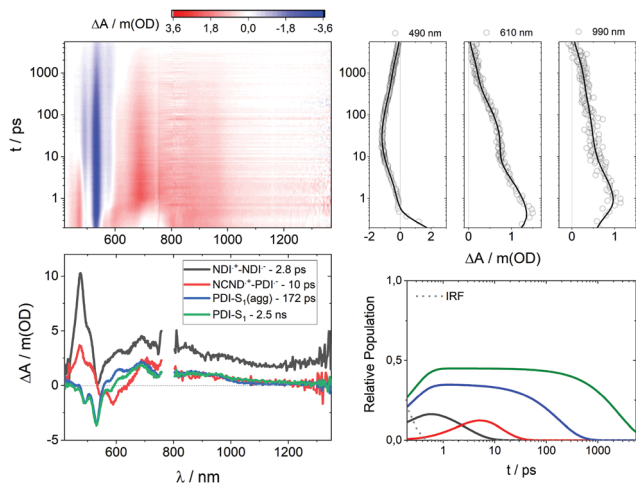 ΔA / m(OD)
3,6 1,8 0,0 -1,8 -3,6
490 nm 610 nm 990 nm
t / ps
1000
100
10
1
600 800 1000 1200
1000
100
10
1
-2 0 2 0 1 0 1
ΔA / m(OD)
ΔA / m(OD)
10
5
0
-5
NDI·+-NDI·- - 2.8 ps
NCND·+-PDI·- - 10 ps
PDI-S1(agg) - 172 ps
PDI-S1 - 2.5 ns
600 800 1000 1200
λ / nm
Relative Population
1,0
0,5
0,0
IRF
1 10 100 1000
t / ps